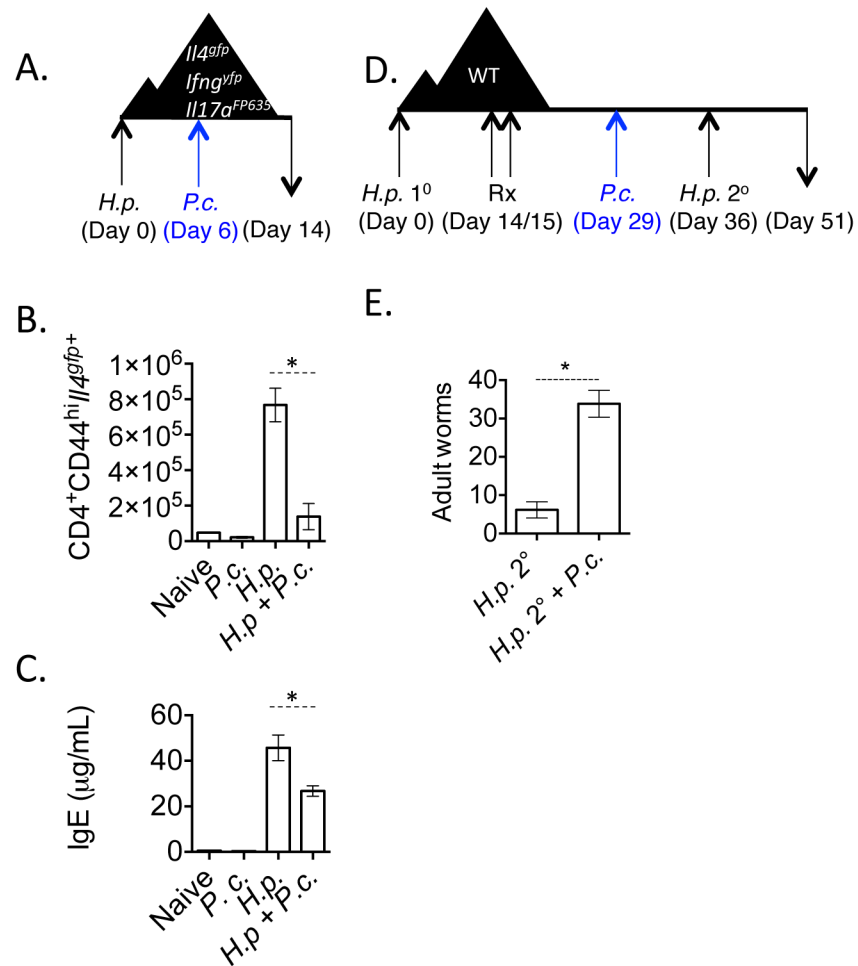 A.
Il4gfp
Ifngyfp
Il17aFP635
H.p.
(Day 0)
P.c.
(Day 6)
(Day 14)
D.
WT
H.p. 1⁰
(Day 0)
Rx
(Day 14/15)
P.c.
(Day 29)
H.p. 2º
(Day 36)
(Day 51)
B.
CD4⁺CD44ʰⁱIl4gfp+
1×10⁶
8×10⁵
6×10⁵
4×10⁵
2×10⁵
0
*
Naive
P.c.
H.p.
H.p + P.c.
E.
Adult worms
40
30
20
10
0
*
H.p. 2°
H.p. 2° + P.c.
C.
IgE (μg/mL)
60
40
20
0
*
Naive
P. c.
H.p.
H.p + P.c.